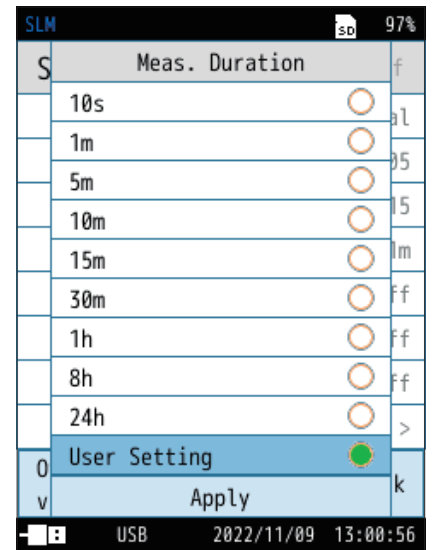 SLM SD 97%
Meas. Duration
10s
1m
5m
10m
15m
30m
1h
8h
24h
>
User Setting
Apply
USB 2022/11/09 13:00:56